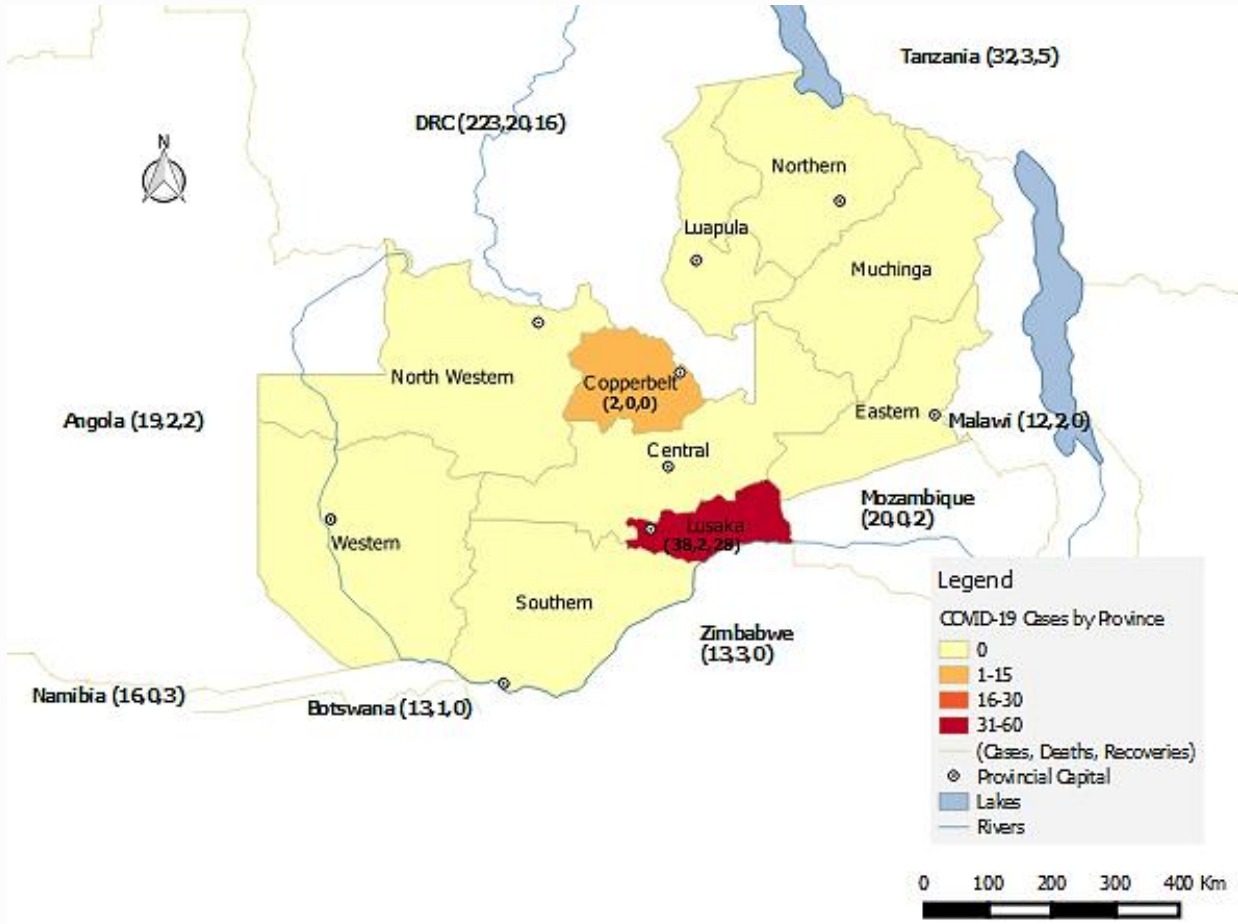 Tanzania (32,3,5)
DRC (223,20,16)
N
Northern
Luapula
Muchinga
North Western
Copperbelt
(2,0,0)
Angola (19,2,2)
Eastern
Malawi (12,2,0)
Central
Mozambique
(20,0,2)
Lusaka
(38,2,28)
Western
Southern
Zimbabwe
(13,3,0)
Namibia (16,0,3)
Botswana (13,1,0)
Legend
COVID-19 Cases by Province
0
1-15
16-30
31-60
(Cases, Deaths, Recoveries)
Provincial Capital
Lakes
Rivers
0 100 200 300 400 Km